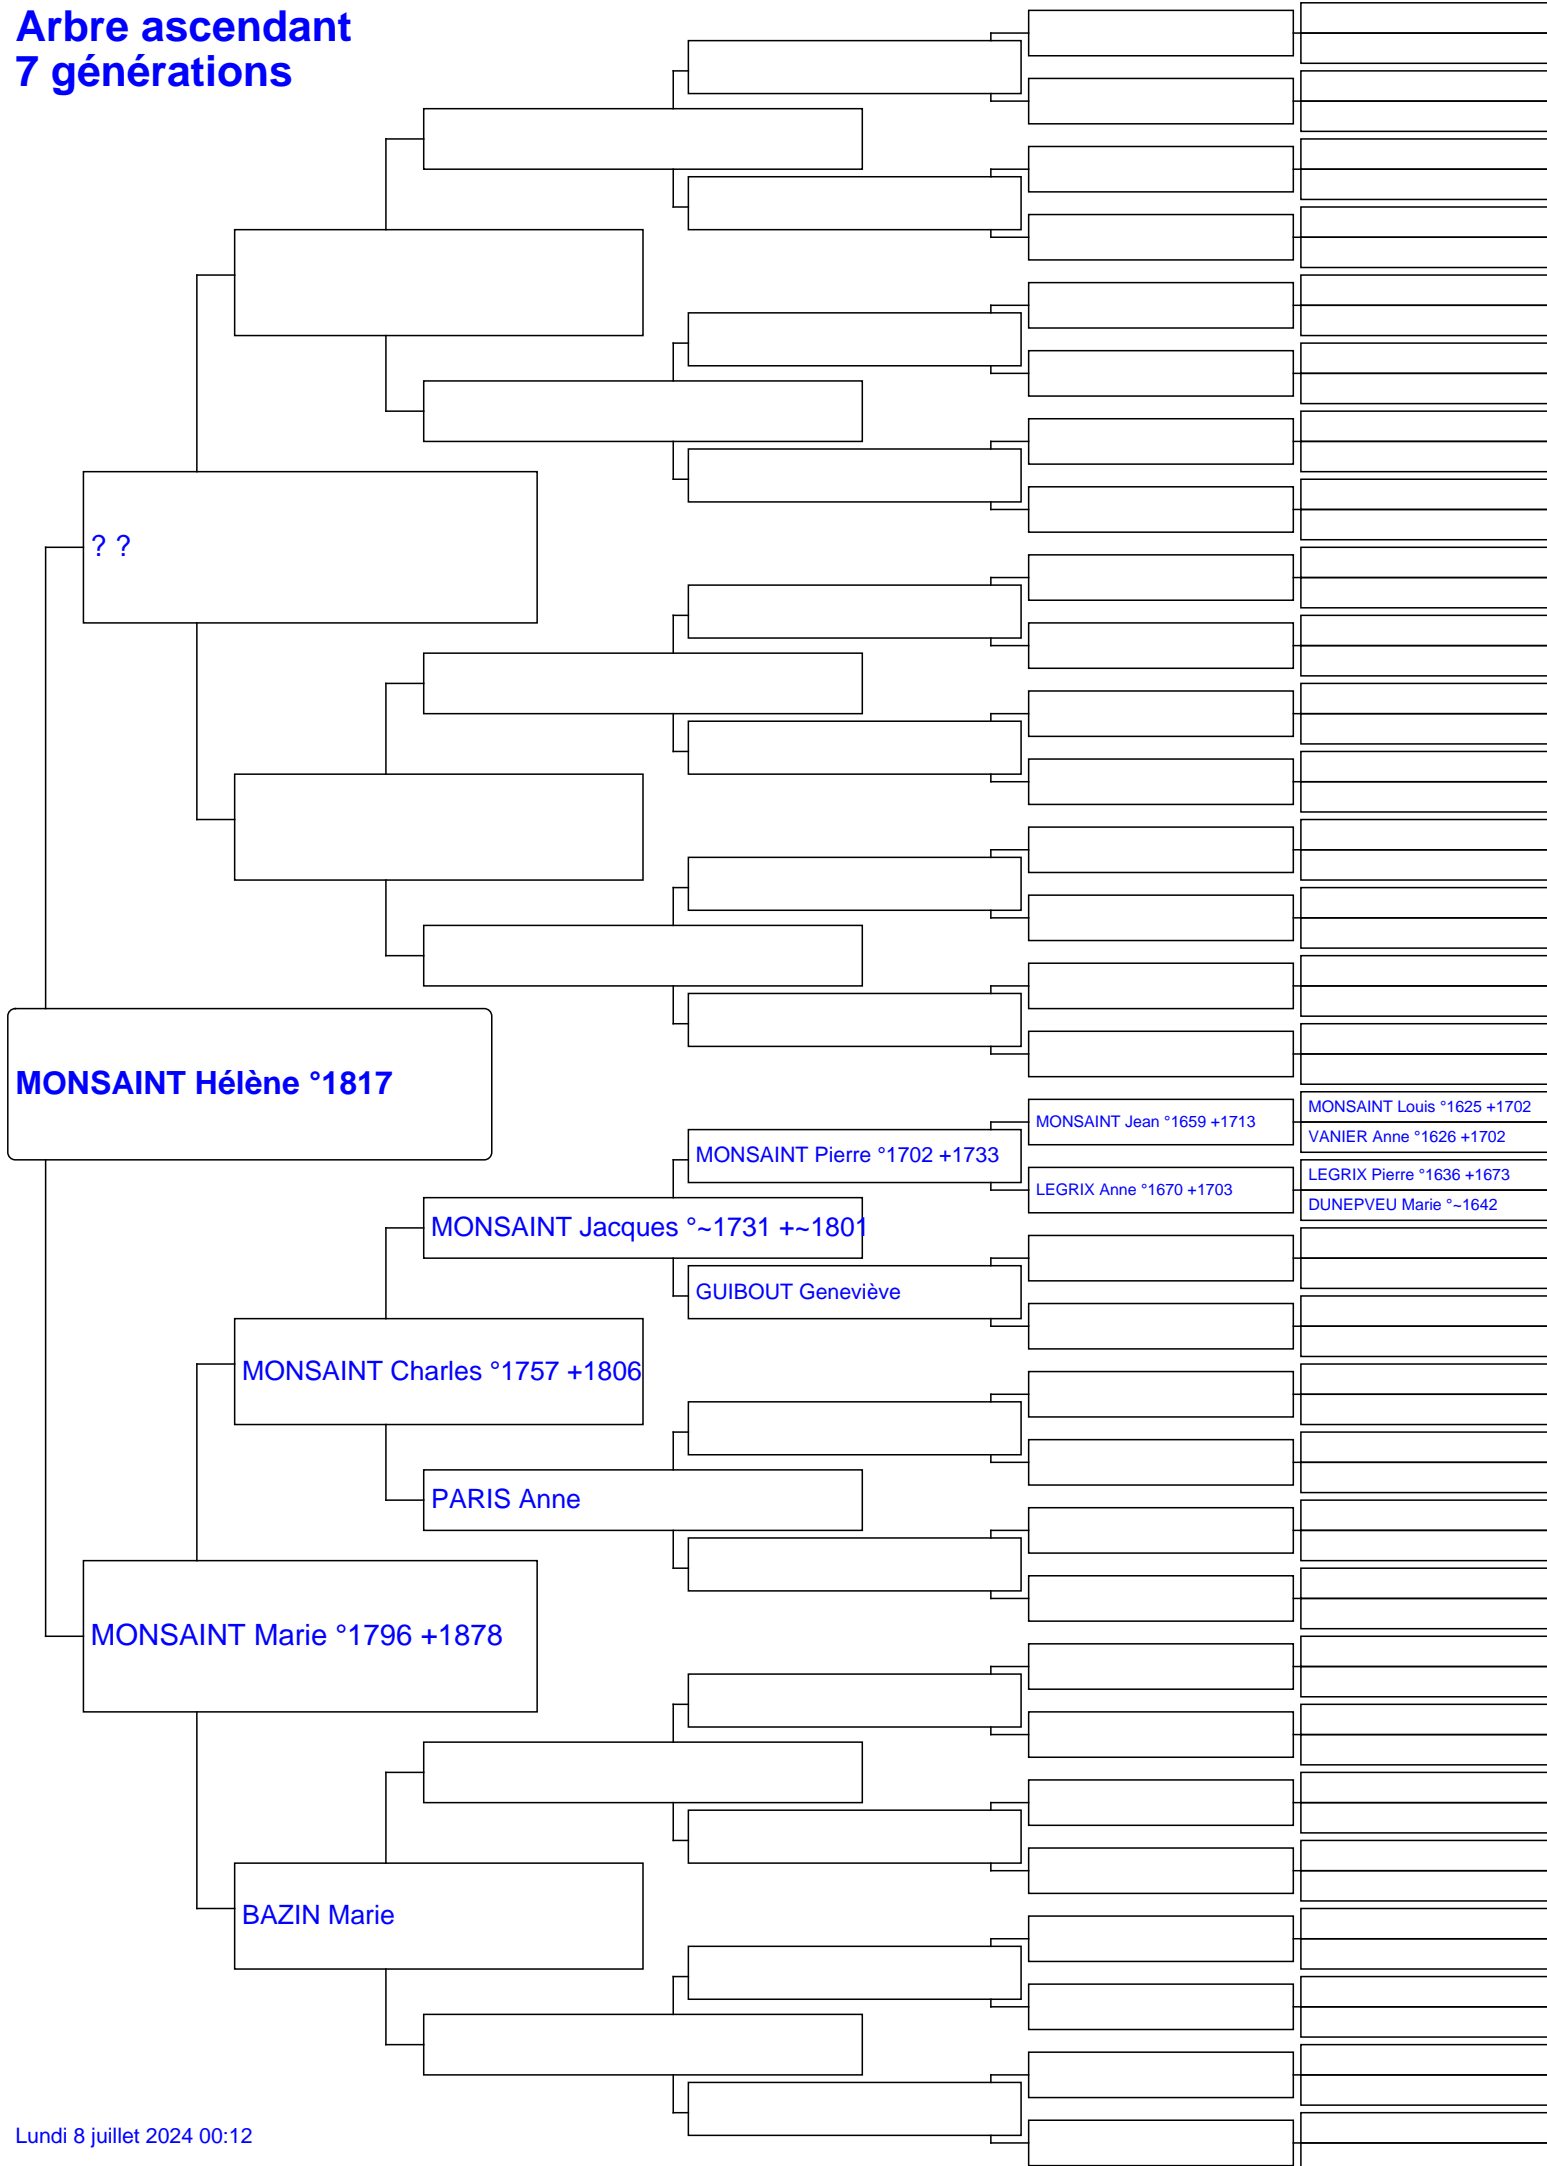 Arbre ascendant
7 générations
? ?
MONSAINT Hélène °1817
MONSAINT Louis °1625 +1702
MONSAINT Jean °1659 +1713
VANIER Anne °1626 +1702
MONSAINT Pierre °1702 +1733
LEGRIX Pierre °1636 +1673
LEGRIX Anne °1670 +1703
DUNEPVEU Marie °~1642
MONSAINT Jacques °~1731 +~1801
GUIBOUT Geneviève
MONSAINT Charles °1757 +1806
PARIS Anne
MONSAINT Marie °1796 +1878
BAZIN Marie
Lundi 8 juillet 2024 00:12